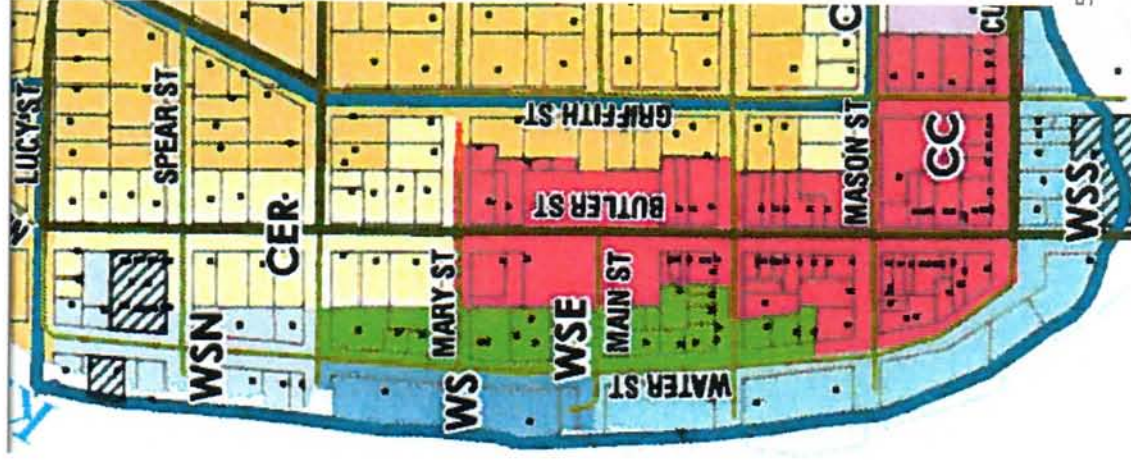 LUCY ST
SPEAR ST
CER
WSN
MARY ST
WS
GRIFFITH ST
BUTLER ST
MAIN ST
WSE
WATER ST
MASON ST
CC
WSS
C
CU